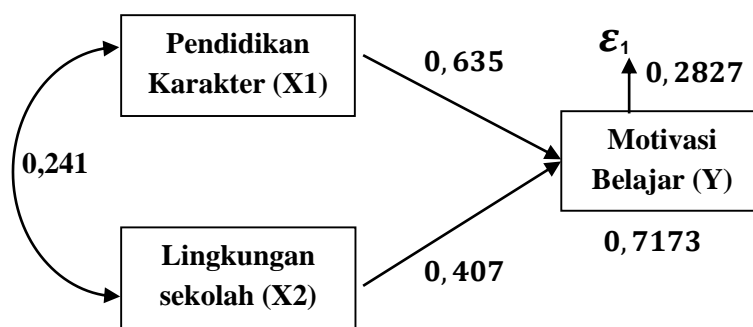 Pendidikan
Karakter (X1)
0,635
ε1
0,2827
Motivasi
Belajar (Y)
0,241
0,7173
Lingkungan
sekolah (X2)
0,407